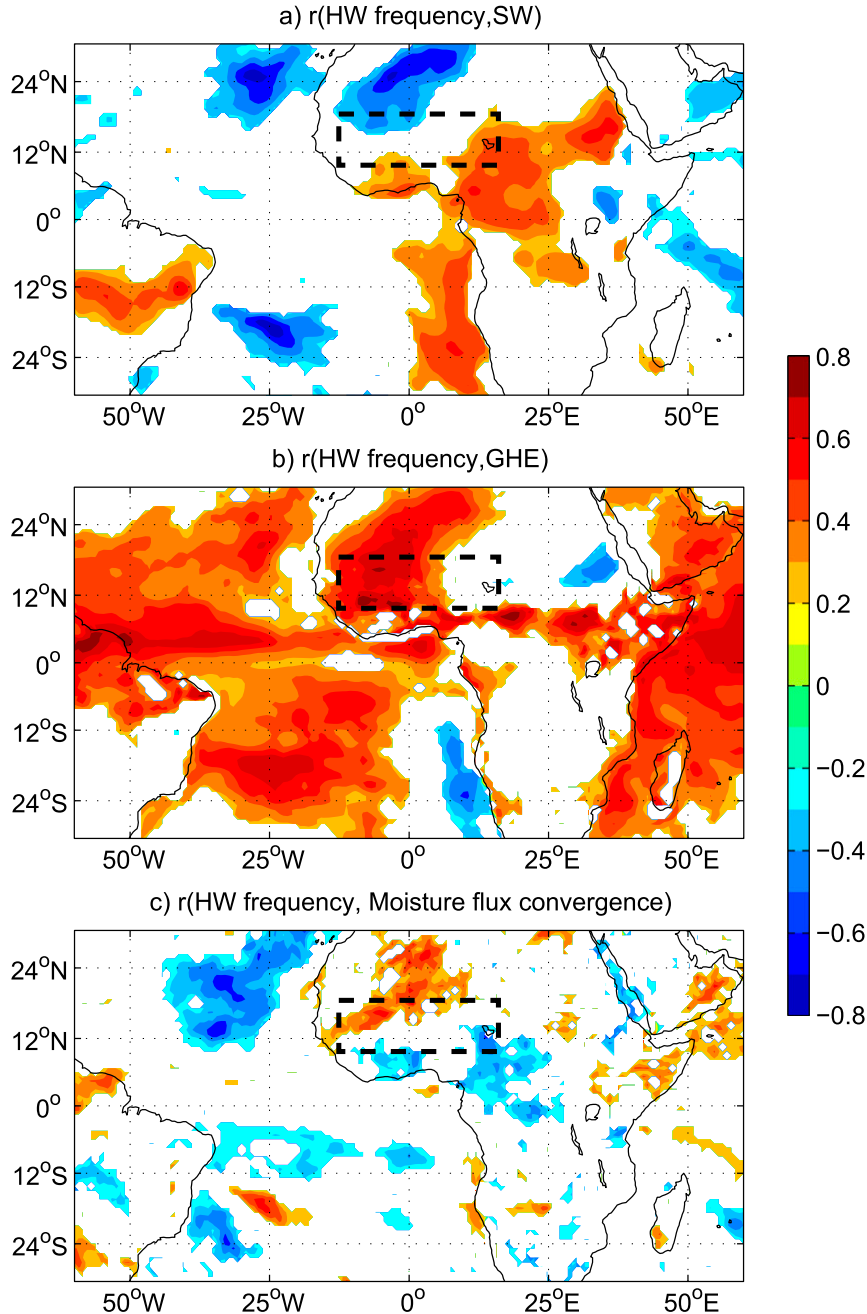 a) r(HW frequency,SW)
24°N
12°N
0°
12°S
24°S
50°W 25°W 0° 25°E 50°E
b) r(HW frequency,GHE)
24°N
12°N
0°
12°S
24°S
50°W 25°W 0° 25°E 50°E
c) r(HW frequency, Moisture flux convergence)
24°N
12°N
0°
12°S
24°S
50°W 25°W 0° 25°E 50°E
0.8
0.6
0.4
0.2
0
−0.2
−0.4
−0.6
−0.8